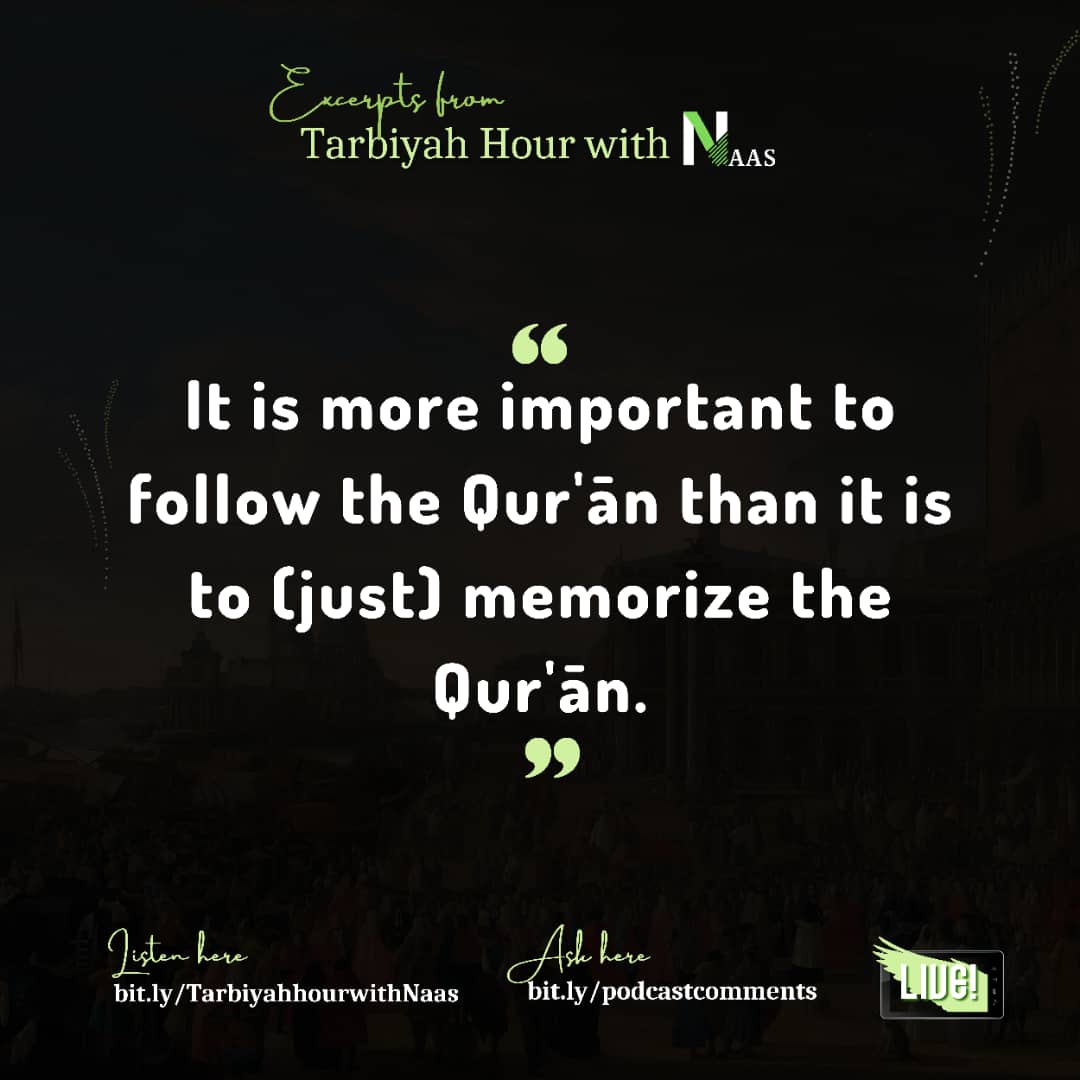 Excerpts from
Tarbiyah Hour with NAAS
“
It is more important to
follow the Qur'ān than it is
to (just) memorize the
Qur'ān.
”
Listen here
bit.ly/TarbiyahhourwithNaas
Ask here
bit.ly/podcastcomments
LIVE!